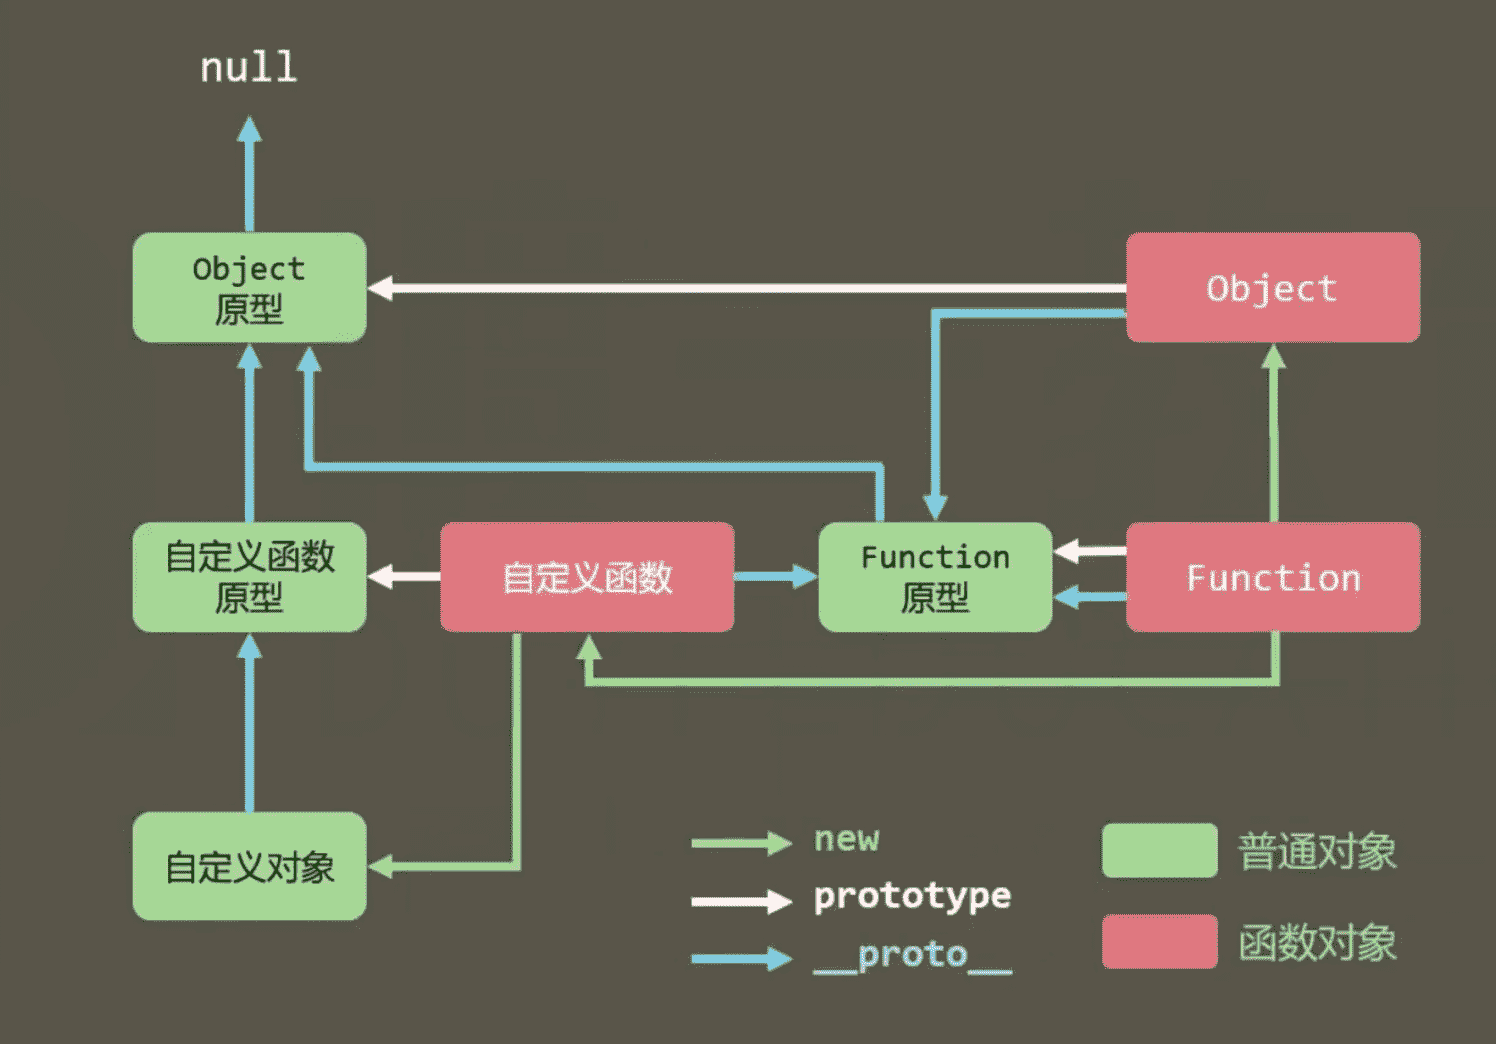 null
Object
原型
Object
自定义函数
原型
自定义函数
Function
原型
Function
自定义对象
new
prototype
__proto__
普通对象
函数对象